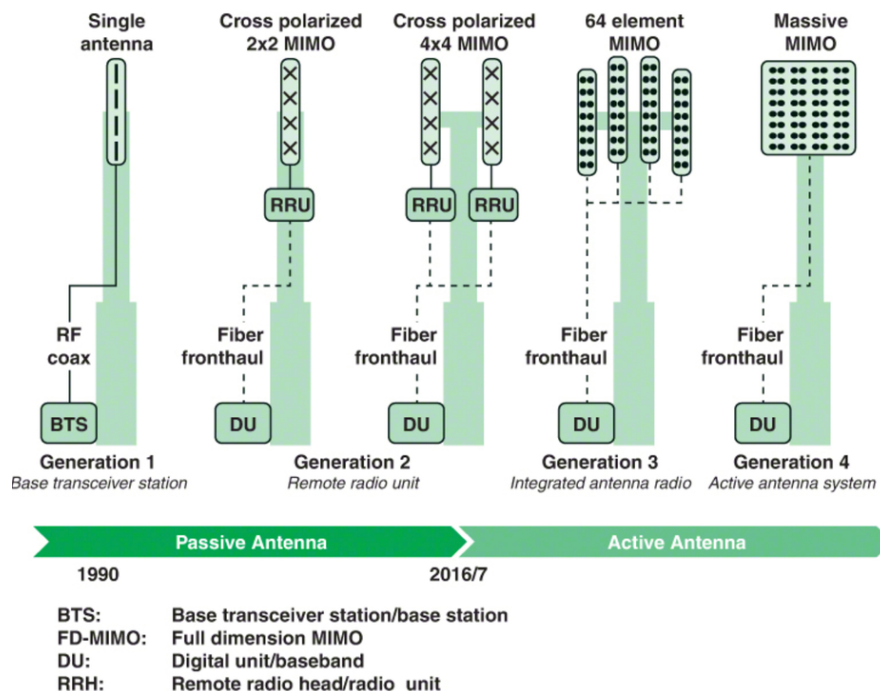 Single
antenna
Cross polarized
2x2 MIMO
Cross polarized
4x4 MIMO
64 element
MIMO
Massive
MIMO
RRU
RRU
RRU
RF
coax
Fiber
fronthaul
Fiber
fronthaul
Fiber
fronthaul
Fiber
fronthaul
BTS
DU
DU
DU
DU
Generation 1
Base transceiver station
Generation 2
Remote radio unit
Generation 3
Integrated antenna radio
Generation 4
Active antenna system
Passive Antenna
Active Antenna
1990
2016/7
BTS: Base transceiver station/base station
FD-MIMO: Full dimension MIMO
DU: Digital unit/baseband
RRH: Remote radio head/radio unit